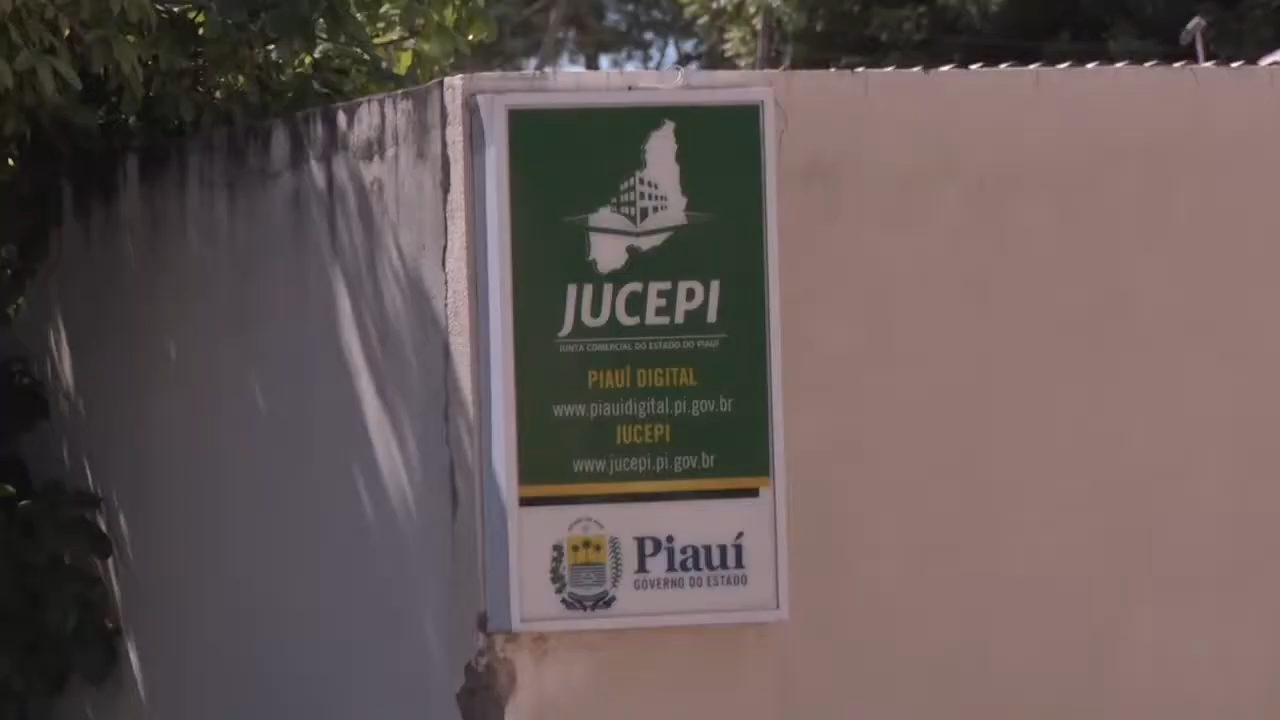 JUCEPI
JUNTA COMERCIAL DO ESTADO DO PIAUÍ
PIAUÍ DIGITAL
www.piauidigital.pi.gov.br
JUCEPI
www.jucepi.pi.gov.br
Piauí
GOVERNO DO ESTADO